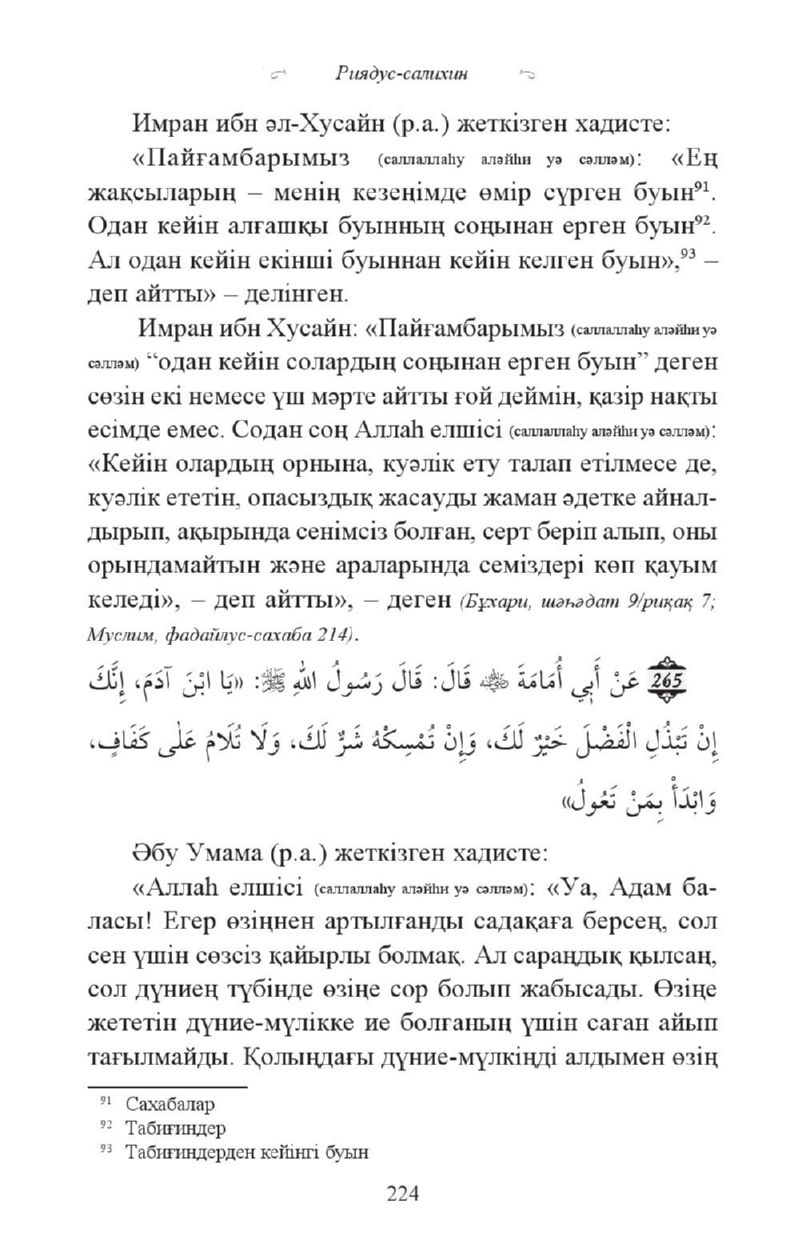 Риядус-салихин
Имран ибн әл-Хусайн (р.а.) жеткізген хадисте:
«Пайғамбарымыз (саллаллаһу аләйһи уә сәлләм): «Ең
жақсыларың – менің кезеңімде өмір сүрген буын⁹¹.
Одан кейін алғашқы буынның соңынан ерген буын⁹².
Ал одан кейін екінші буыннан кейін келген буын»,⁹³ –
деп айтты» – делінген.
Имран ибн Хусайн: «Пайғамбарымыз (саллаллаһу аләйһи уә
сәлләм) “одан кейін солардың соңынан ерген буын” деген
сөзін екі немесе үш мәрте айтты ғой деймін, қазір нақты
есімде емес. Содан соң Аллаһ елшісі (саллаллаһу аләйһи уә сәлләм):
«Кейін олардың орнына, куәлік ету талап етілмесе де,
куәлік ететін, опасыздық жасауды жаман әдетке айнал-
дырып, ақырында сенімсіз болған, серт беріп алып, оны
орындамайтын және араларында семіздері көп қауым
келеді», – деп айтты», – деген (Бұхари, шәһәдат 9/риқақ 7;
Муслим, фадайлус-сахаба 214).
265 عَنْ أَبِي أُمَامَةَ ﷺ قَالَ: قَالَ رَسُولُ اللهِ ﷺ: «يَا ابْنَ آدَمَ، إِنَّكَ
إِنْ تَبْذُلِ الْفَضْلَ خَيْرٌ لَكَ، وَإِنْ تُمْسِكْهُ شَرٌّ لَكَ، وَلَا تُلَامُ عَلٰى كَفَافٍ،
وَابْدَأْ بِمَنْ تَعُولُ»
Әбу Умама (р.а.) жеткізген хадисте:
«Аллаһ елшісі (саллаллаһу аләйһи уә сәлләм): «Уа, Адам ба-
ласы! Егер өзіңнен артылғанды садақаға берсең, сол
сен үшін сөзсіз қайырлы болмақ. Ал сараңдық қылсаң,
сол дүниең түбінде өзіңе сор болып жабысады. Өзіңе
жететін дүние-мүлікке ие болғаның үшін саған айып
тағылмайды. Қолыңдағы дүние-мүлкіңді алдымен өзің
⁹¹ Сахабалар
⁹² Табиғиндер
⁹³ Табиғиндерден кейінгі буын
224